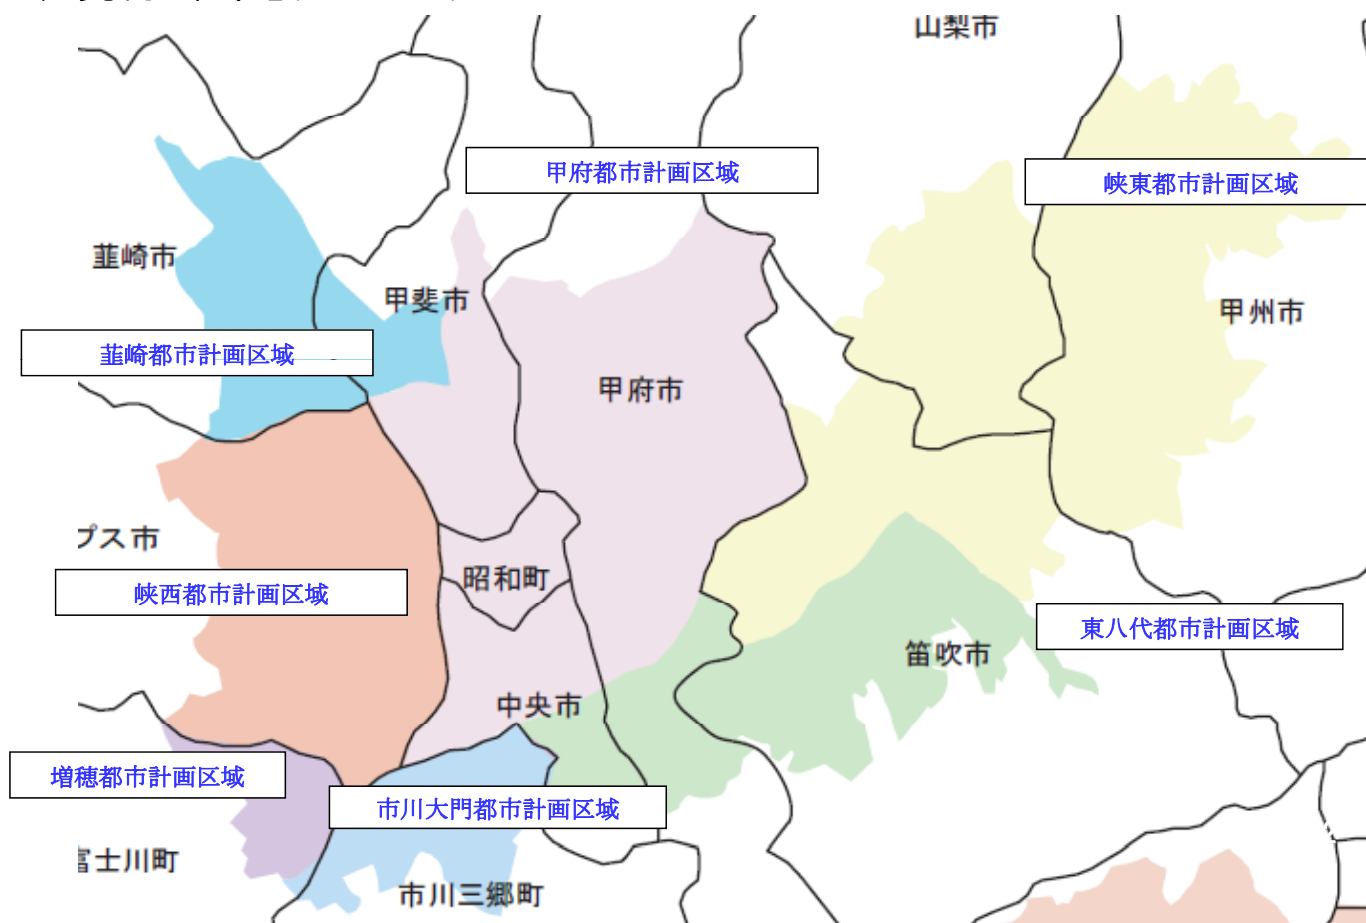 山梨市
甲府都市計画区域
峡東都市計画区域
韮崎市
甲斐市
甲州市
韮崎都市計画区域
甲府市
プス市
昭和町
峡西都市計画区域
東八代都市計画区域
笛吹市
中央市
増穂都市計画区域
市川大門都市計画区域
富士川町
市川三郷町